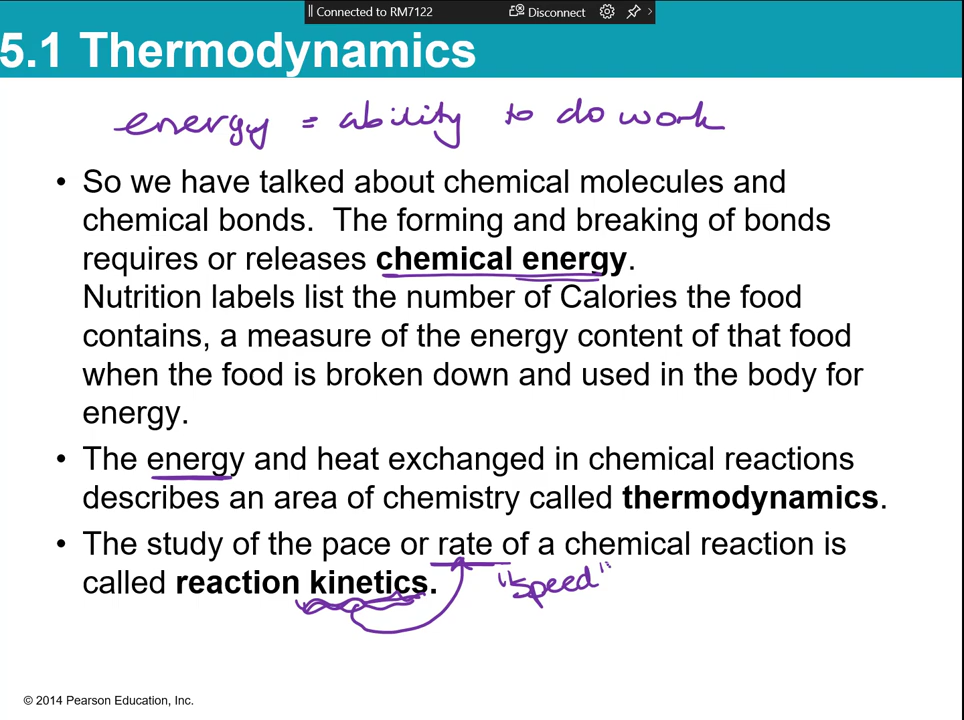 Connected to RM7122 Disconnect
5.1 Thermodynamics
energy = ability to do work
• So we have talked about chemical molecules and
chemical bonds. The forming and breaking of bonds
requires or releases chemical energy.
Nutrition labels list the number of Calories the food
contains, a measure of the energy content of that food
when the food is broken down and used in the body for
energy.
• The energy and heat exchanged in chemical reactions
describes an area of chemistry called thermodynamics.
• The study of the pace or rate of a chemical reaction is
called reaction kinetics.
"speed"
© 2014 Pearson Education, Inc.